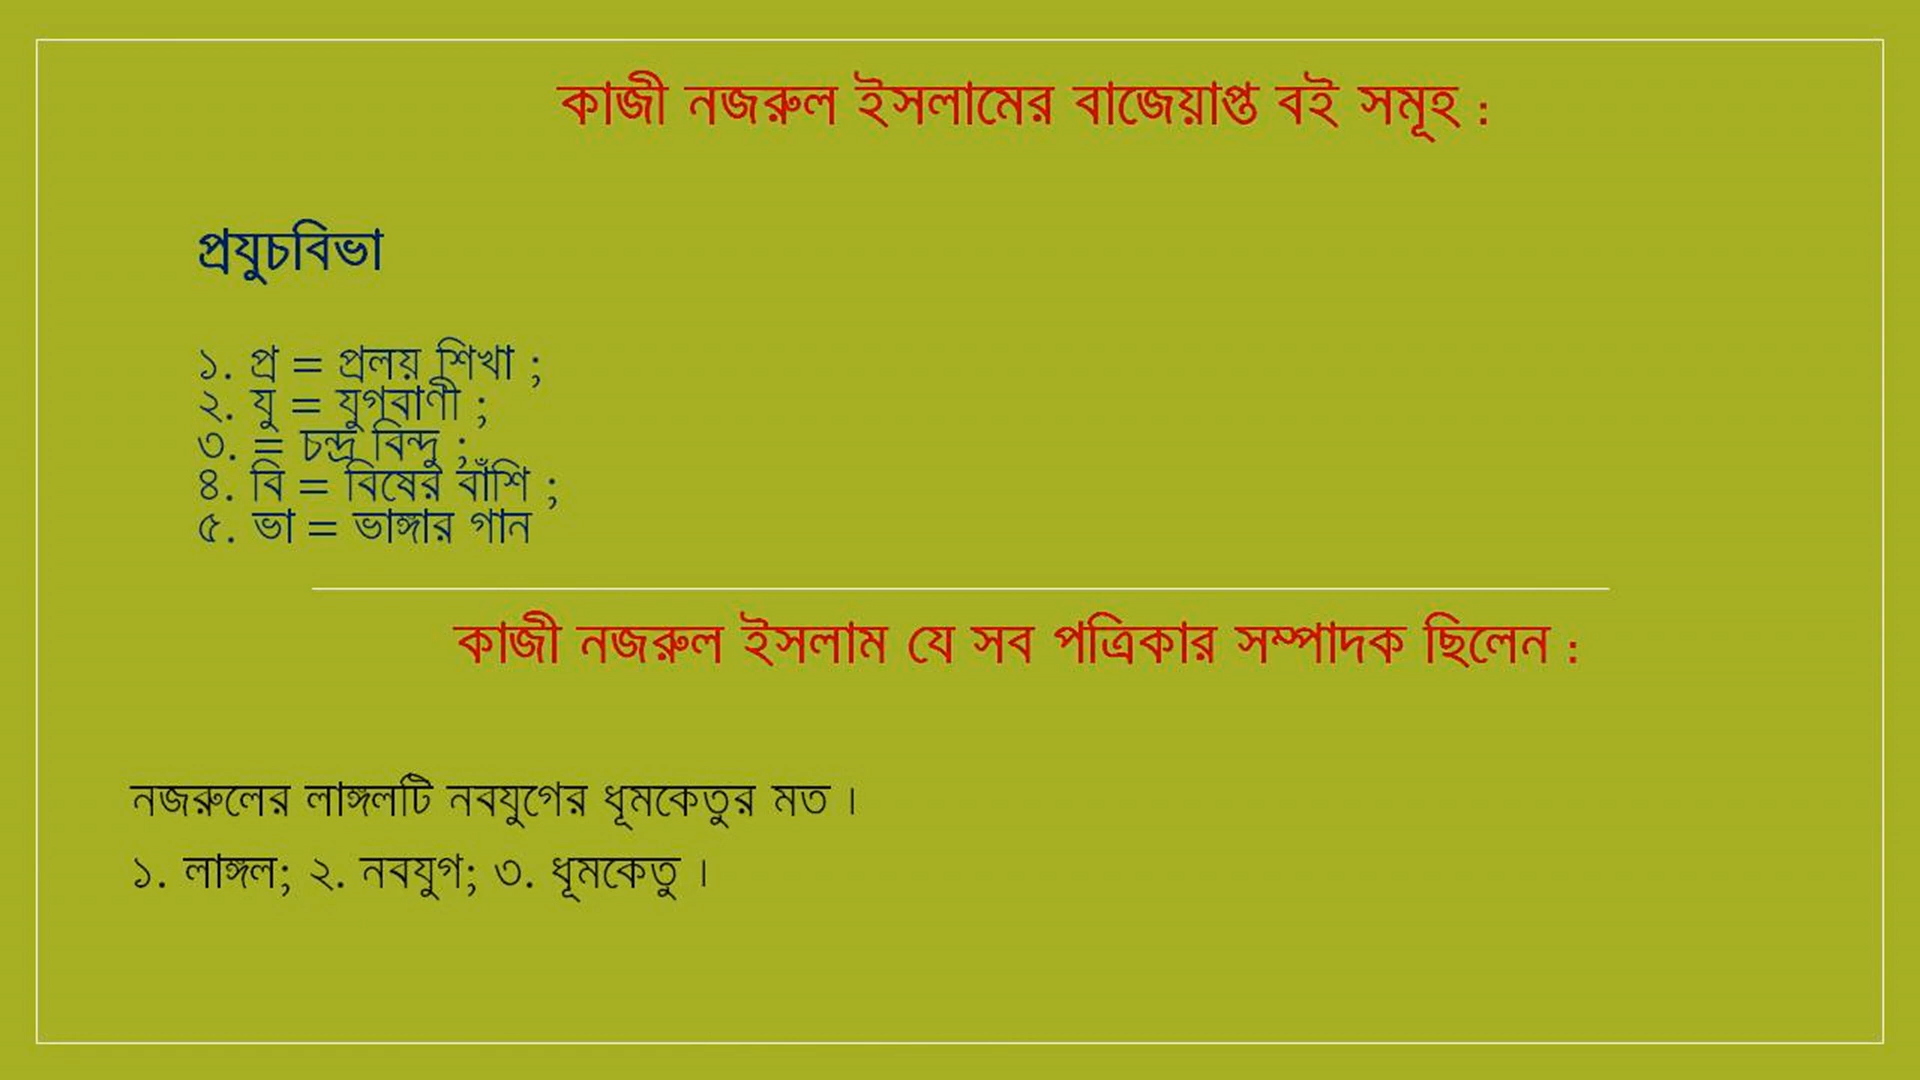 কাজী নজরুল ইসলামের বাজেয়াপ্ত বই সমূহ :
প্রযুচবিভা
১. প্র = প্রলয় শিখা ;
২. যু = যুগবাণী ;
৩. = চন্দ্র বিন্দু ;
৪. বি = বিষের বাঁশি ;
৫. ভা = ভাঙ্গার গান
কাজী নজরুল ইসলাম যে সব পত্রিকার সম্পাদক ছিলেন :
নজরুলের লাঙ্গলটি নবযুগের ধূমকেতুর মত ।
১. লাঙ্গল; ২. নবযুগ; ৩. ধূমকেতু ।